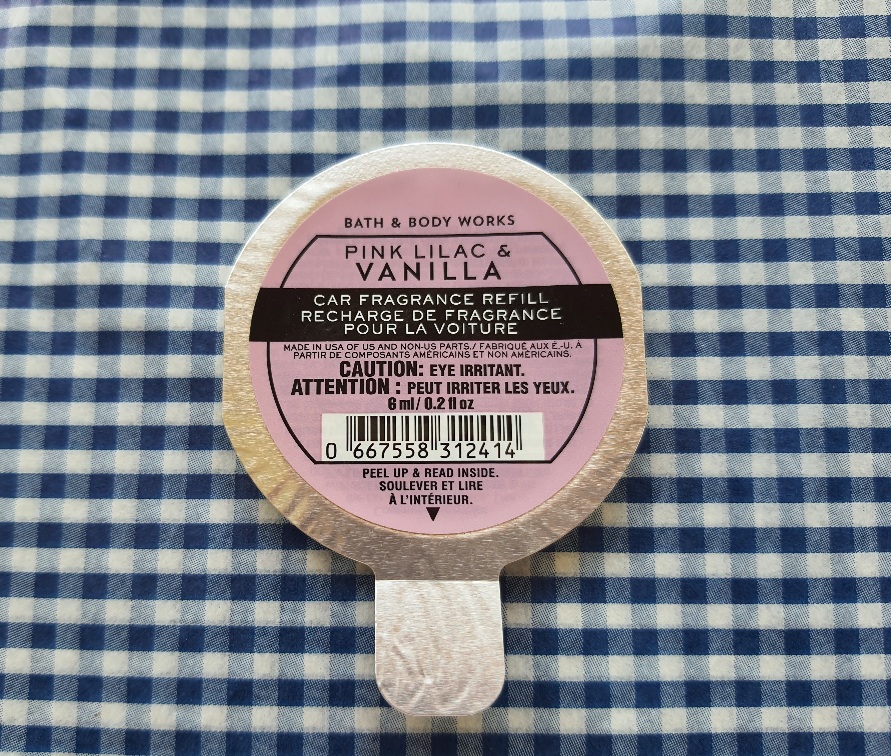 BATH & BODY WORKS
PINK LILAC &
VANILLA
CAR FRAGRANCE REFILL
RECHARGE DE FRAGRANCE
POUR LA VOITURE
MADE IN USA OF US AND NON-US PARTS./ FABRIQUÉ AUX É.-U. À
PARTIR DE COMPOSANTS AMÉRICAINS ET NON AMÉRICAINS.
CAUTION: EYE IRRITANT.
ATTENTION : PEUT IRRITER LES YEUX.
6 ml/ 0.2 fl oz
0 667558 312414
PEEL UP & READ INSIDE.
SOULEVER ET LIRE
À L'INTÉRIEUR.